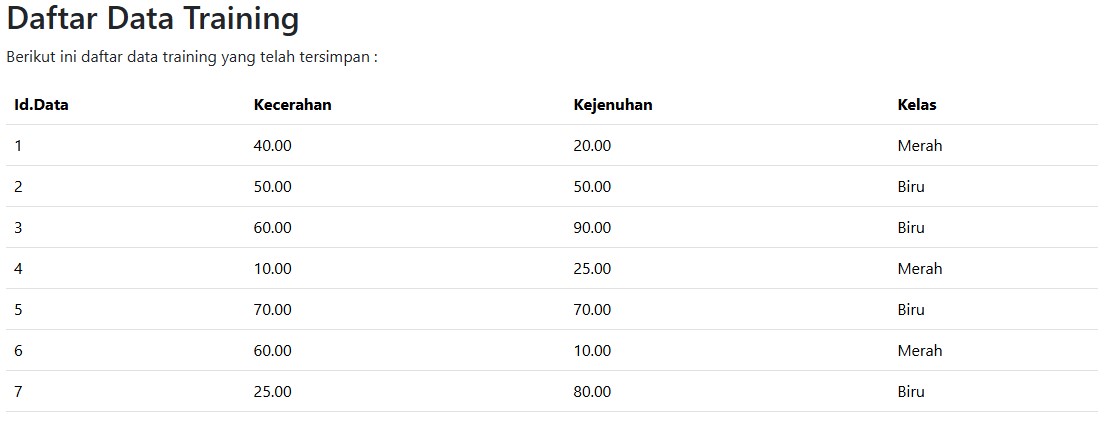 Daftar Data Training
Berikut ini daftar data training yang telah tersimpan :
Id.Data Kecerahan Kejenuhan Kelas
1 40.00 20.00 Merah
2 50.00 50.00 Biru
3 60.00 90.00 Biru
4 10.00 25.00 Merah
5 70.00 70.00 Biru
6 60.00 10.00 Merah
7 25.00 80.00 Biru